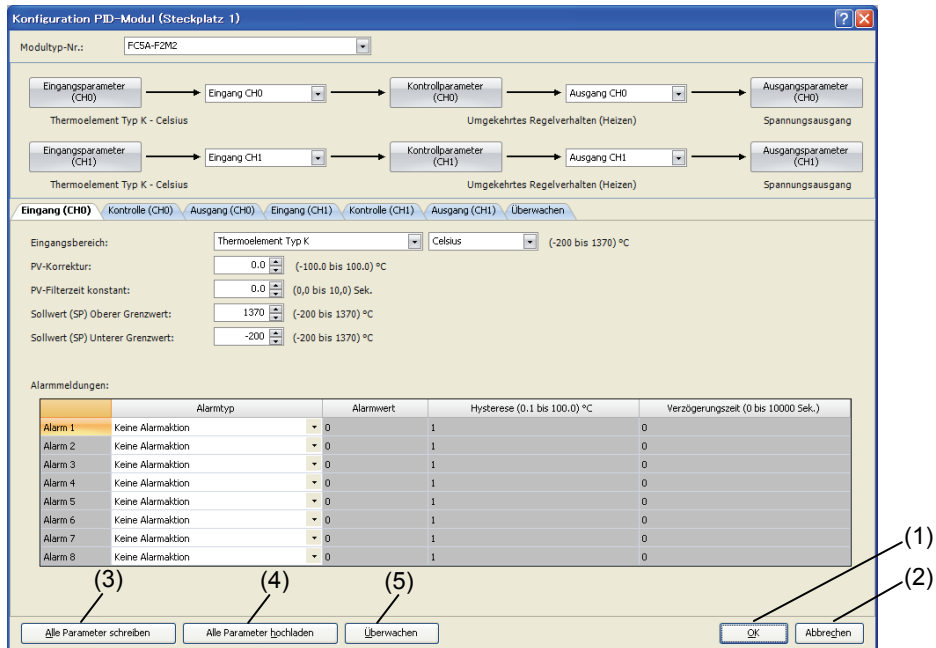 Konfiguration PID-Modul (Steckplatz 1)
Modultyp-Nr.: FC5A-F2M2
Eingangsparameter (CH0) Eingang CH0 Kontrollparameter (CH0) Ausgang CH0 Ausgangsparameter (CH0)
Thermoelement Typ K - Celsius Umgekehrtes Regelverhalten (Heizen) Spannungsausgang
Eingangsparameter (CH1) Eingang CH1 Kontrollparameter (CH1) Ausgang CH1 Ausgangsparameter (CH1)
Thermoelement Typ K - Celsius Umgekehrtes Regelverhalten (Heizen) Spannungsausgang
Eingang (CH0) Kontrolle (CH0) Ausgang (CH0) Eingang (CH1) Kontrolle (CH1) Ausgang (CH1) Überwachen
Eingangsbereich: Thermoelement Typ K Celsius (-200 bis 1370) °C
PV-Korrektur: 0.0 (-100.0 bis 100.0) °C
PV-Filterzeit konstant: 0.0 (0,0 bis 10,0) Sek.
Sollwert (SP) Oberer Grenzwert: 1370 (-200 bis 1370) °C
Sollwert (SP) Unterer Grenzwert: -200 (-200 bis 1370) °C
Alarmmeldungen:
Alarmtyp Alarmwert Hysterese (0.1 bis 100.0) °C Verzögerungszeit (0 bis 10000 Sek.)
Alarm 1 Keine Alarmaktion 0 1 0
Alarm 2 Keine Alarmaktion 0 1 0
Alarm 3 Keine Alarmaktion 0 1 0
Alarm 4 Keine Alarmaktion 0 1 0
Alarm 5 Keine Alarmaktion 0 1 0
Alarm 6 Keine Alarmaktion 0 1 0
Alarm 7 Keine Alarmaktion 0 1 0
Alarm 8 Keine Alarmaktion 0 1 0
(1)
(2)
(3) (4) (5)
Alle Parameter schreiben Alle Parameter hochladen Überwachen OK Abbrechen